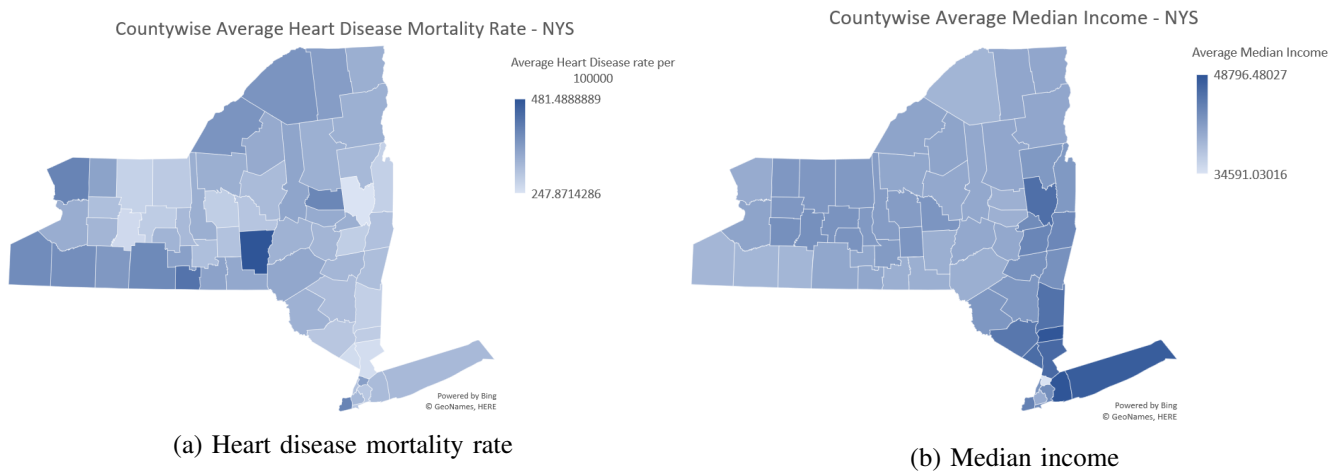 Countywise Average Heart Disease Mortality Rate - NYS
Average Heart Disease rate per
100000
481.4888889
247.8714286
Powered by Bing
© GeoNames, HERE
(a) Heart disease mortality rate
Countywise Average Median Income - NYS
Average Median Income
48796.48027
34591.03016
Powered by Bing
© GeoNames, HERE
(b) Median income